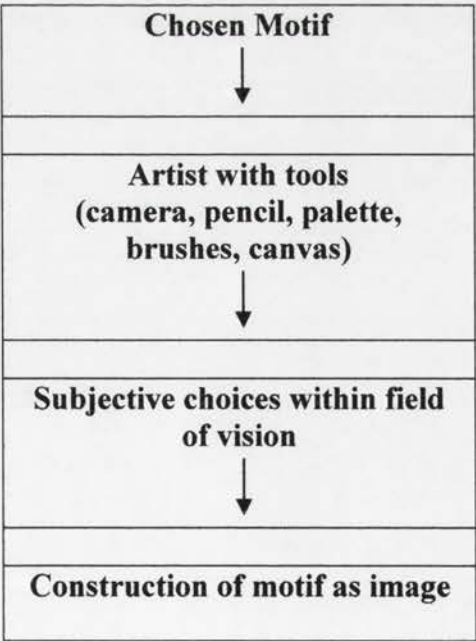 Chosen Motif
Artist with tools
(camera, pencil, palette,
brushes, canvas)
Subjective choices within field
of vision
Construction of motif as image